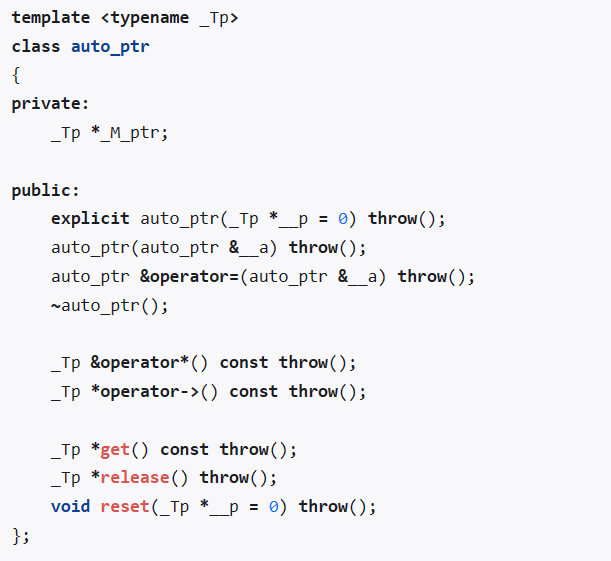 template <typename _Tp>
class auto_ptr
{
private:
    _Tp *_M_ptr;

public:
    explicit auto_ptr(_Tp *__p = 0) throw();
    auto_ptr(auto_ptr &__a) throw();
    auto_ptr &operator=(auto_ptr &__a) throw();
    ~auto_ptr();

    _Tp &operator*() const throw();
    _Tp *operator->() const throw();

    _Tp *get() const throw();
    _Tp *release() throw();
    void reset(_Tp *__p = 0) throw();
};